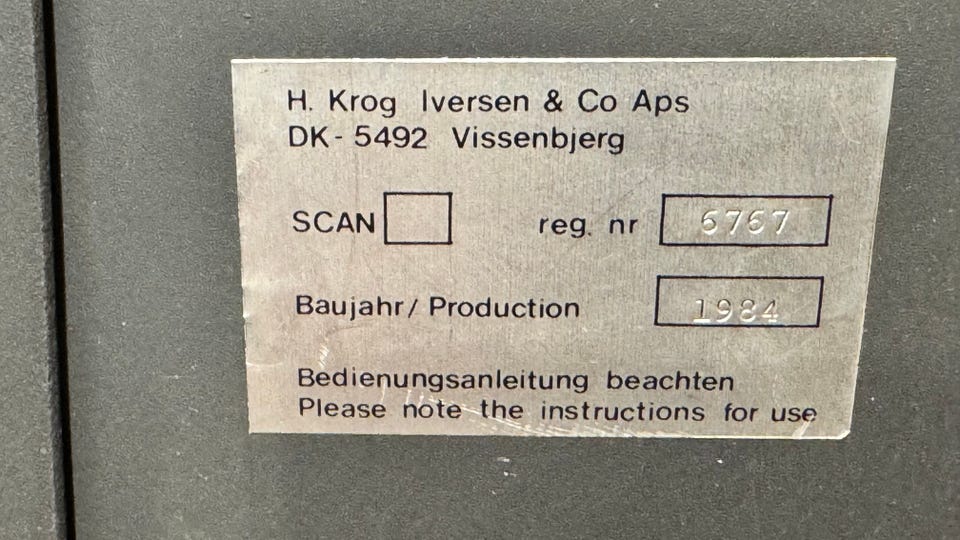 H. Krog Iversen & Co Aps
DK - 5492 Vissenbjerg
SCAN reg. nr 6767
Baujahr / Production 1984
Bedienungsanleitung beachten
Please note the instructions for use